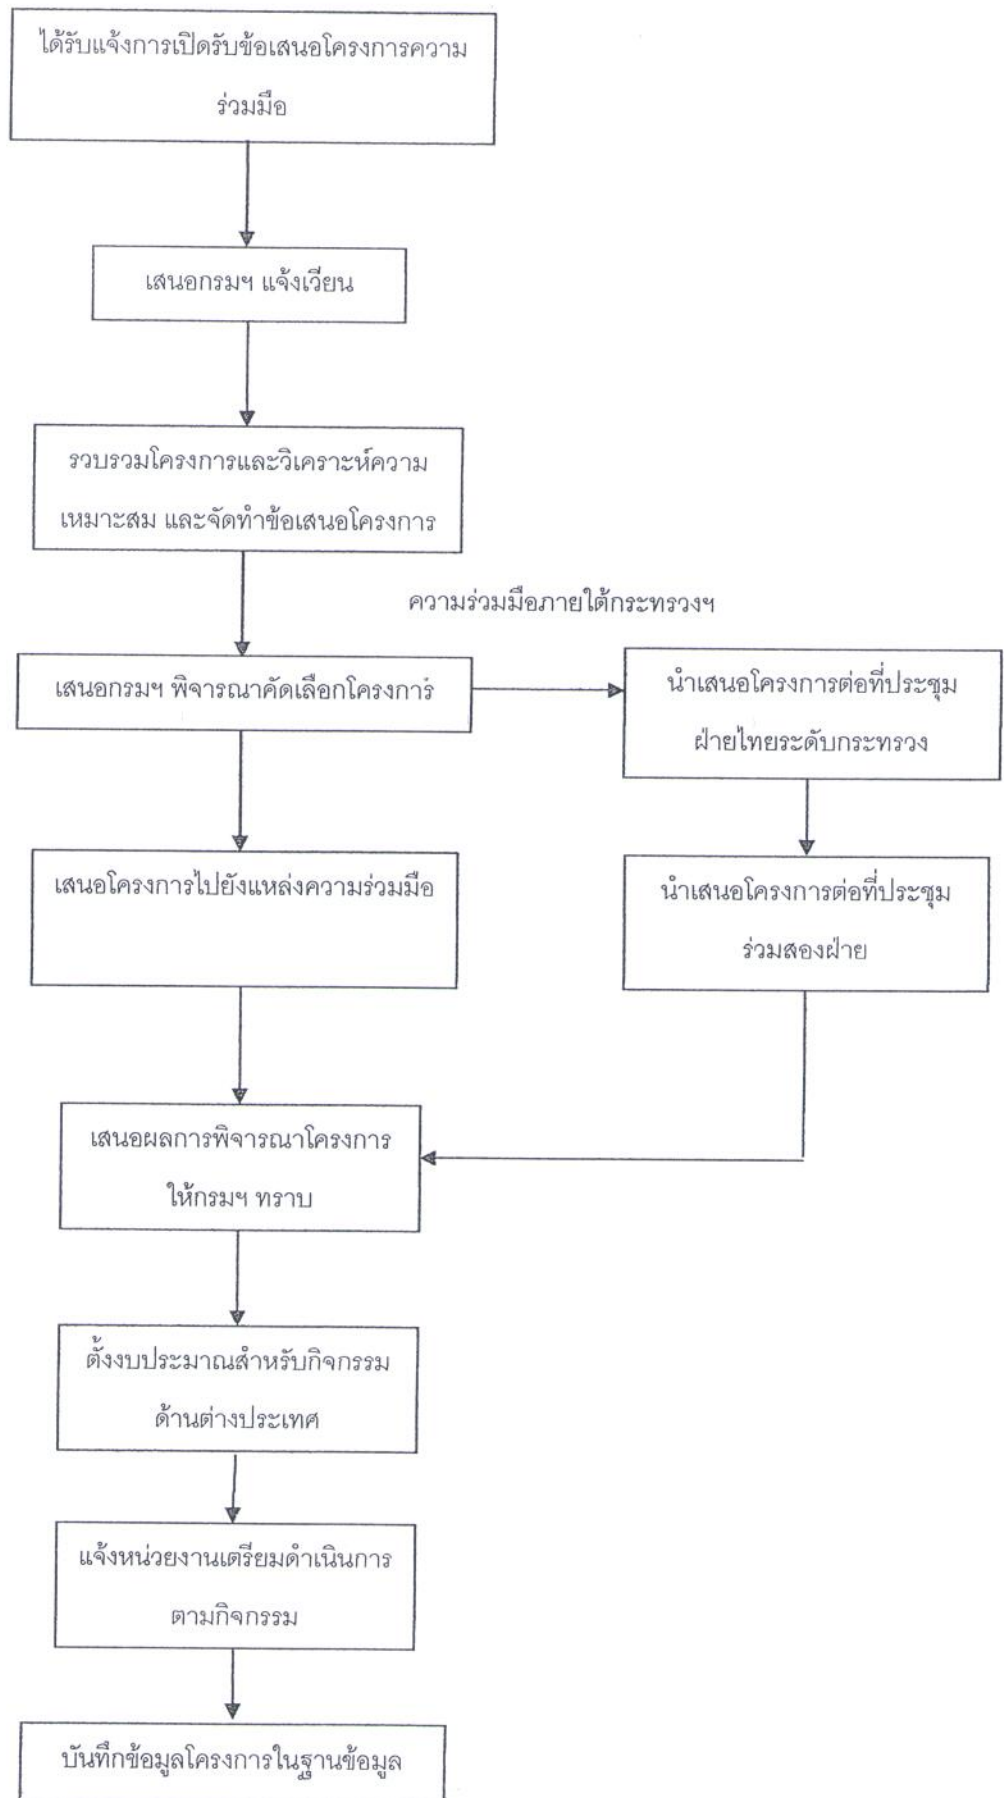 ได้รับแจ้งการเปิดรับข้อเสนอโครงการความ
ร่วมมือ
เสนอกรมฯ แจ้งเวียน
รวบรวมโครงการและวิเคราะห์ความ
เหมาะสม และจัดทำข้อเสนอโครงการ
ความร่วมมือภายใต้กระทรวงฯ
เสนอกรมฯ พิจารณาคัดเลือกโครงการ
นำเสนอโครงการต่อที่ประชุม
ฝ่ายไทยระดับกระทรวง
เสนอโครงการไปยังแหล่งความร่วมมือ
นำเสนอโครงการต่อที่ประชุม
ร่วมสองฝ่าย
เสนอผลการพิจารณาโครงการ
ให้กรมฯ ทราบ
ตั้งงบประมาณสำหรับกิจกรรม
ด้านต่างประเทศ
แจ้งหน่วยงานเตรียมดำเนินการ
ตามกิจกรรม
บันทึกข้อมูลโครงการในฐานข้อมูล